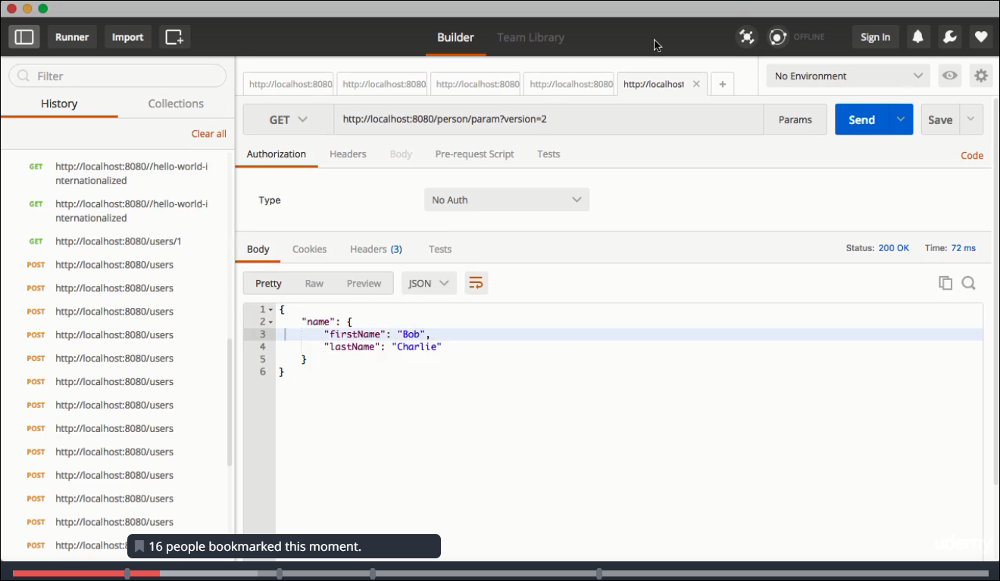 Runner
Import
Builder
Team Library
OFFLINE
Sign In
Filter
History
Collections
Clear all
GET http://localhost:8080//hello-world-i
nternationalized
GET http://localhost:8080//hello-world-i
nternationalized
GET http://localhost:8080/users/1
POST http://localhost:8080/users
POST http://localhost:8080/users
POST http://localhost:8080/users
POST http://localhost:8080/users
POST http://localhost:8080/users
POST http://localhost:8080/users
POST http://localhost:8080/users
POST http://localhost:8080/users
POST http://localhost:8080/users
POST http://localhost:8080/users
POST http://localhost:8080/users
POST http://localhost:8080/users
POST http://localhost:8
http://localhost:8080
http://localhost:8080
http://localhost:8080
http://localhost:8080
http://localhost
No Environment
GET http://localhost:8080/person/param?version=2
Params
Send
Save
Authorization
Headers
Body
Pre-request Script
Tests
Code
Type
No Auth
Body
Cookies
Headers (3)
Tests
Status: 200 OK
Time: 72 ms
Pretty
Raw
Preview
JSON
1 {
2 "name": {
3 "firstName": "Bob",
4 "lastName": "Charlie"
5 }
6 }
16 people bookmarked this moment.
udemy